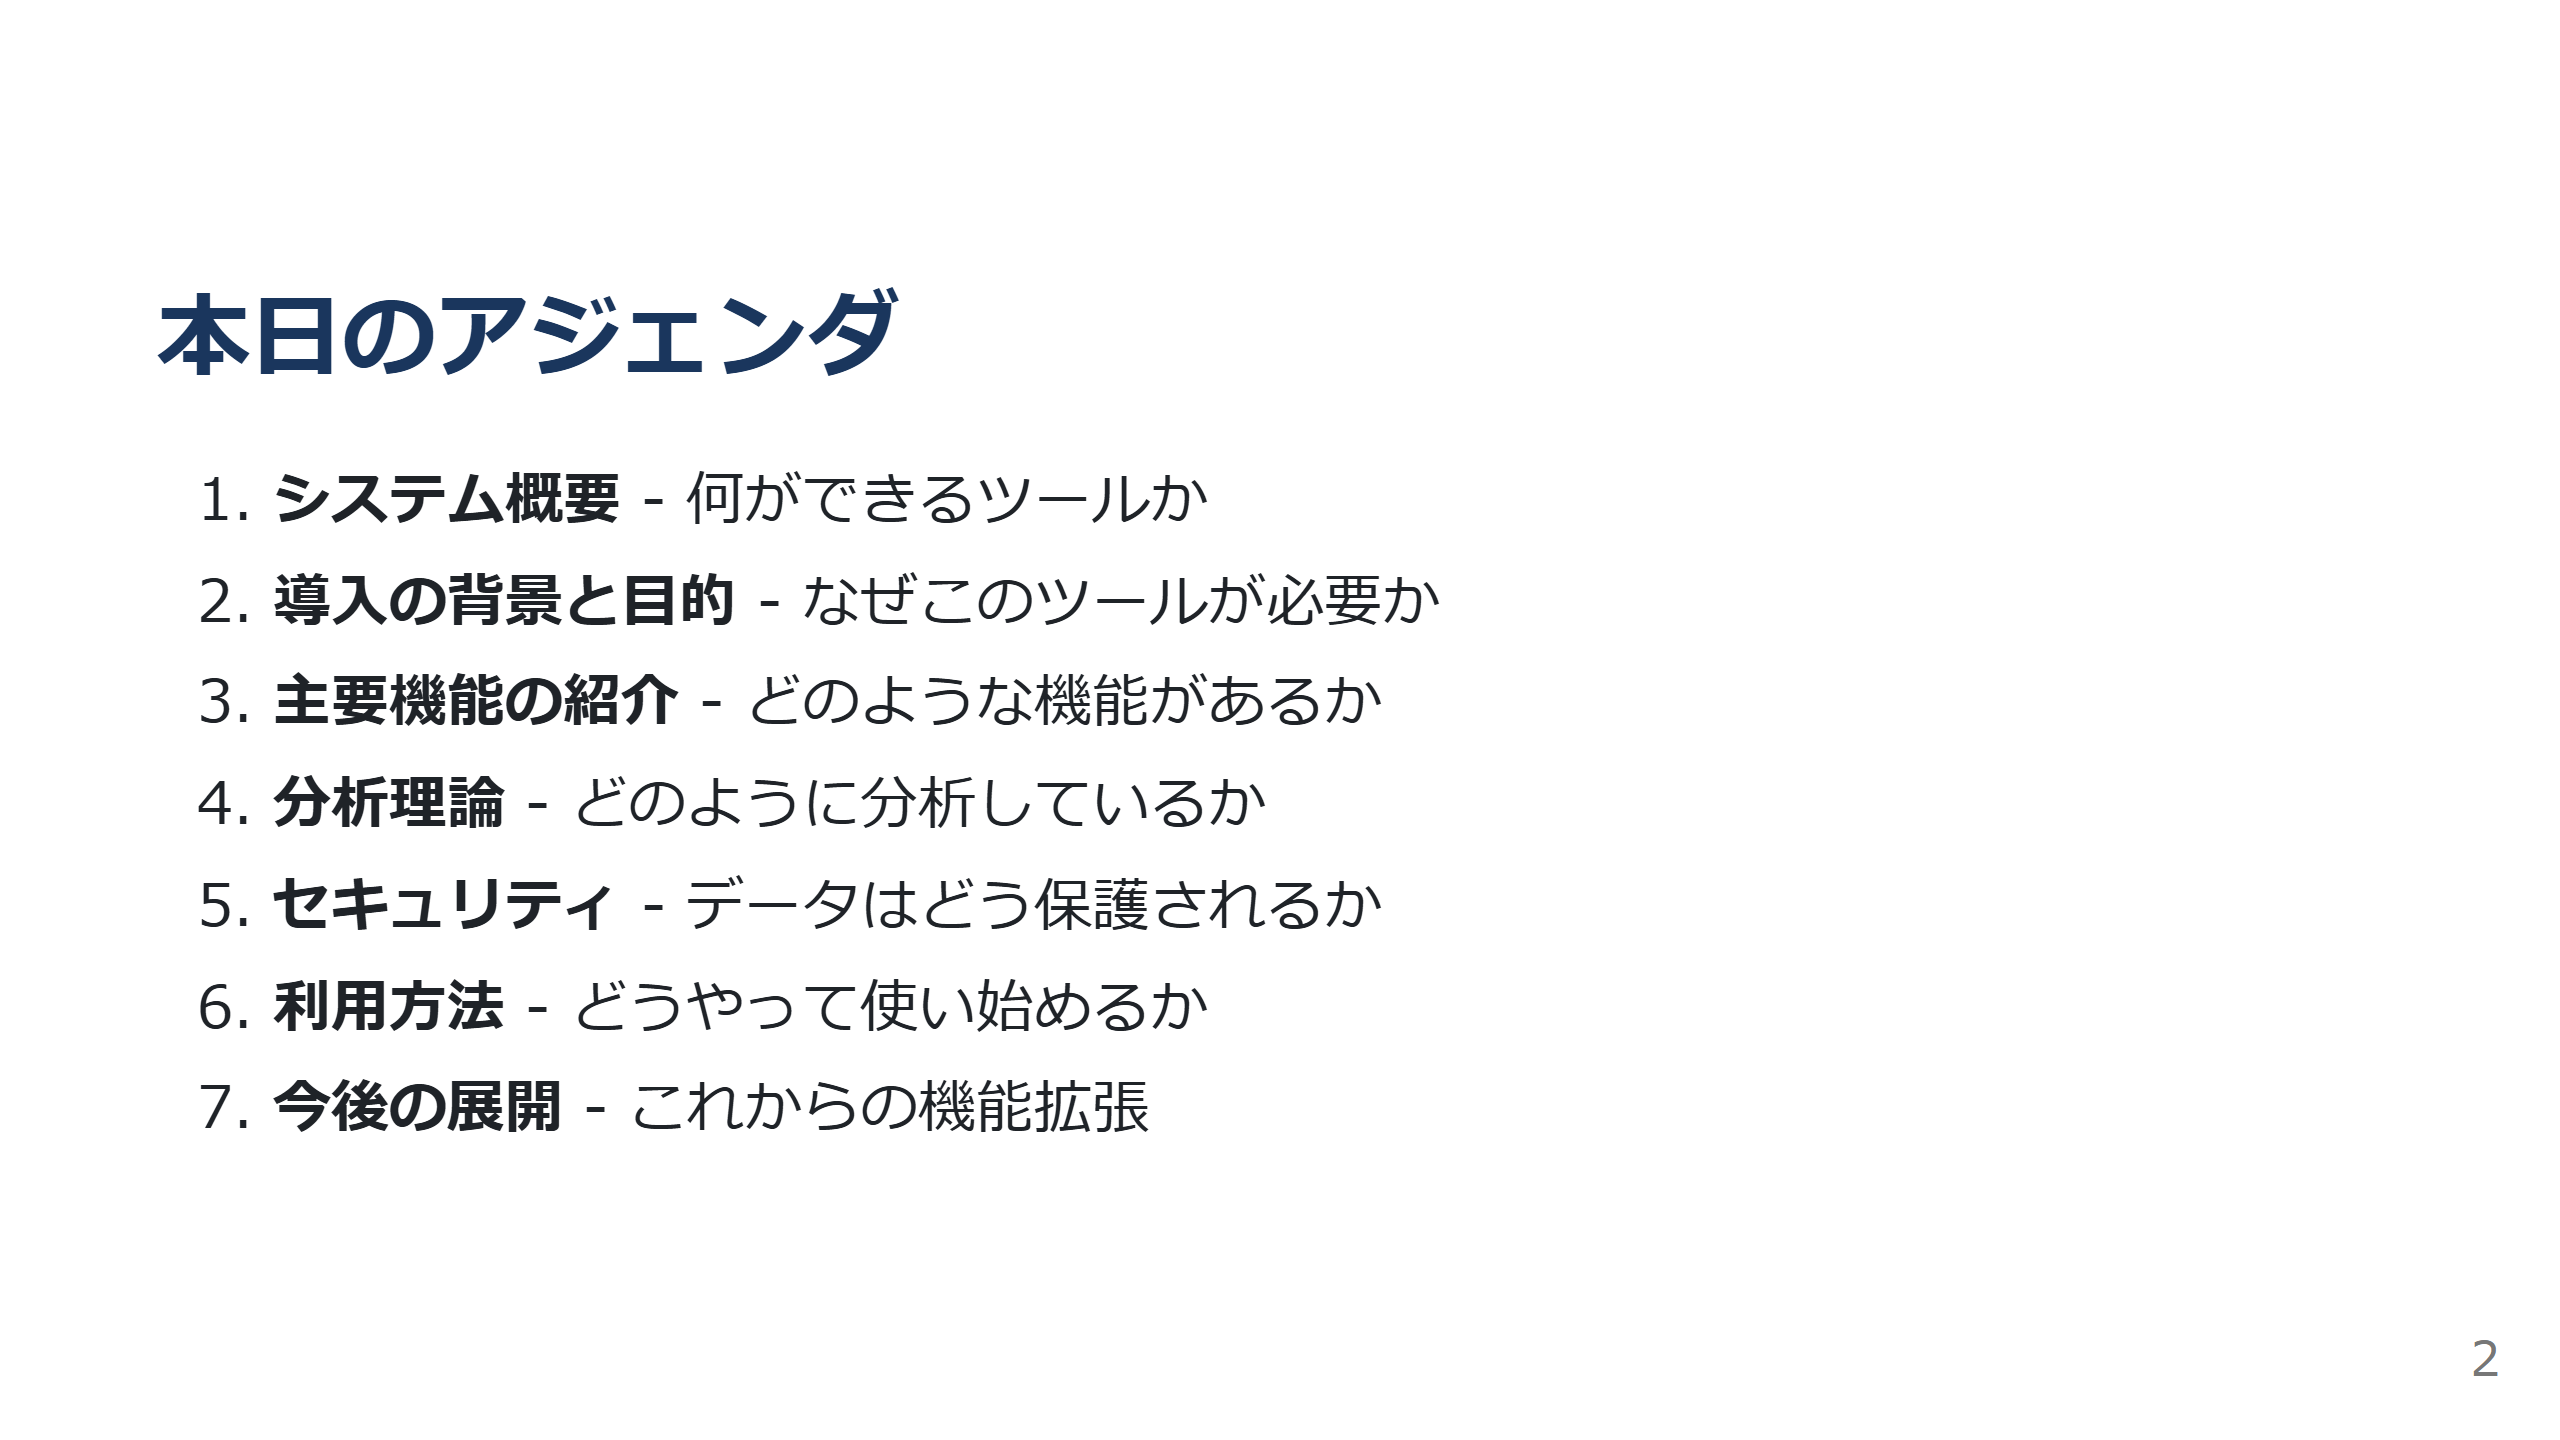 本日のアジェンダ
1. システム概要 - 何ができるツールか
2. 導入の背景と目的 - なぜこのツールが必要か
3. 主要機能の紹介 - どのような機能があるか
4. 分析理論 - どのように分析しているか
5. セキュリティ - データはどう保護されるか
6. 利用方法 - どうやって使い始めるか
7. 今後の展開 - これからの機能拡張
2